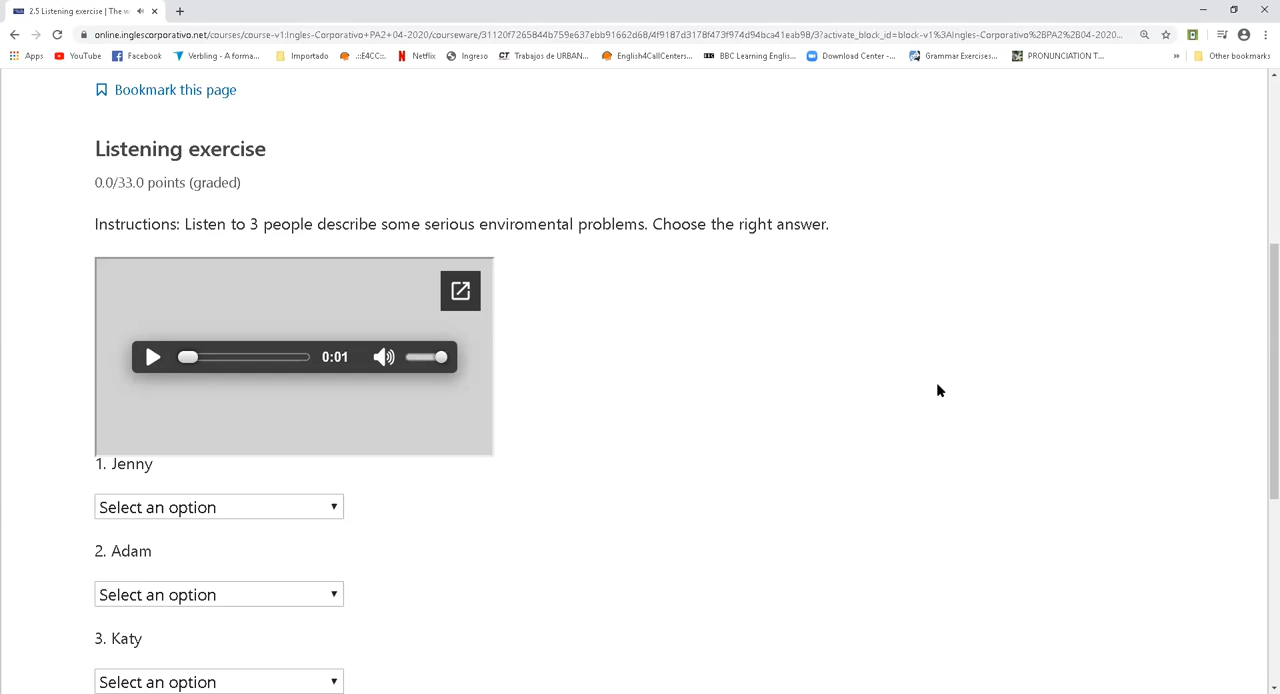 2.5 Listening exercise | The w
online.inglescorporativo.net/courses/course-v1:Ingles-Corporativo+PA2+04-2020/courseware/31120f7265844b759e637ebb91662d68/4f9187d3178f473f974d94bca41eab98/3?activate_block_id=block-v1%3AIngles-Corporativo%2BPA2%2B04-2020...
Apps YouTube Facebook Verbling - A forma... Importado .::E4CC::. Netflix Ingreso CT Trabajos de URBAN... English4CallCenters... BBC Learning Englis... Download Center -... Grammar Exercises... PRONUNCIATION T... » Other bookmarks
Bookmark this page
Listening exercise
0.0/33.0 points (graded)
Instructions: Listen to 3 people describe some serious enviromental problems. Choose the right answer.
0:01
1. Jenny
Select an option
2. Adam
Select an option
3. Katy
Select an option